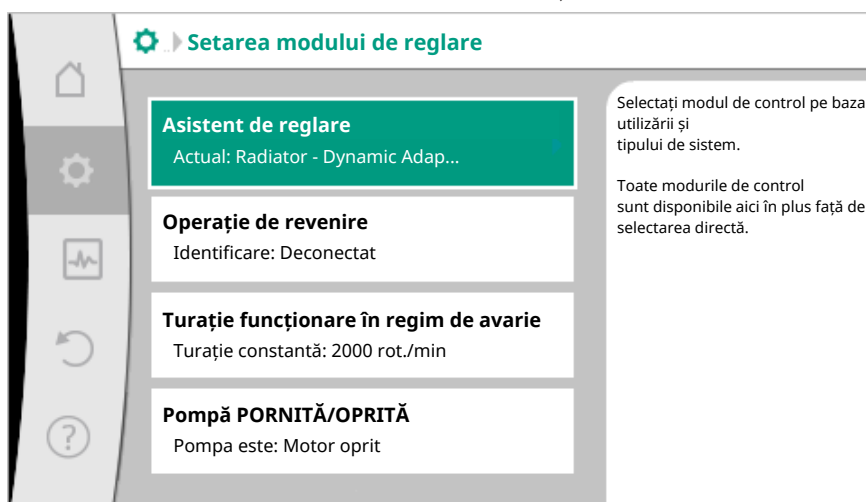 Setarea modului de reglare
Asistent de reglare
Actual: Radiator - Dynamic Adap...
Operație de revenire
Identificare: Deconectat
Turație funcționare în regim de avarie
Turație constantă: 2000 rot./min
Pompă PORNITĂ/OPRITĂ
Pompa este: Motor oprit
Selectați modul de control pe baza
utilizării și
tipului de sistem.
Toate modurile de control
sunt disponibile aici în plus față de
selectarea directă.